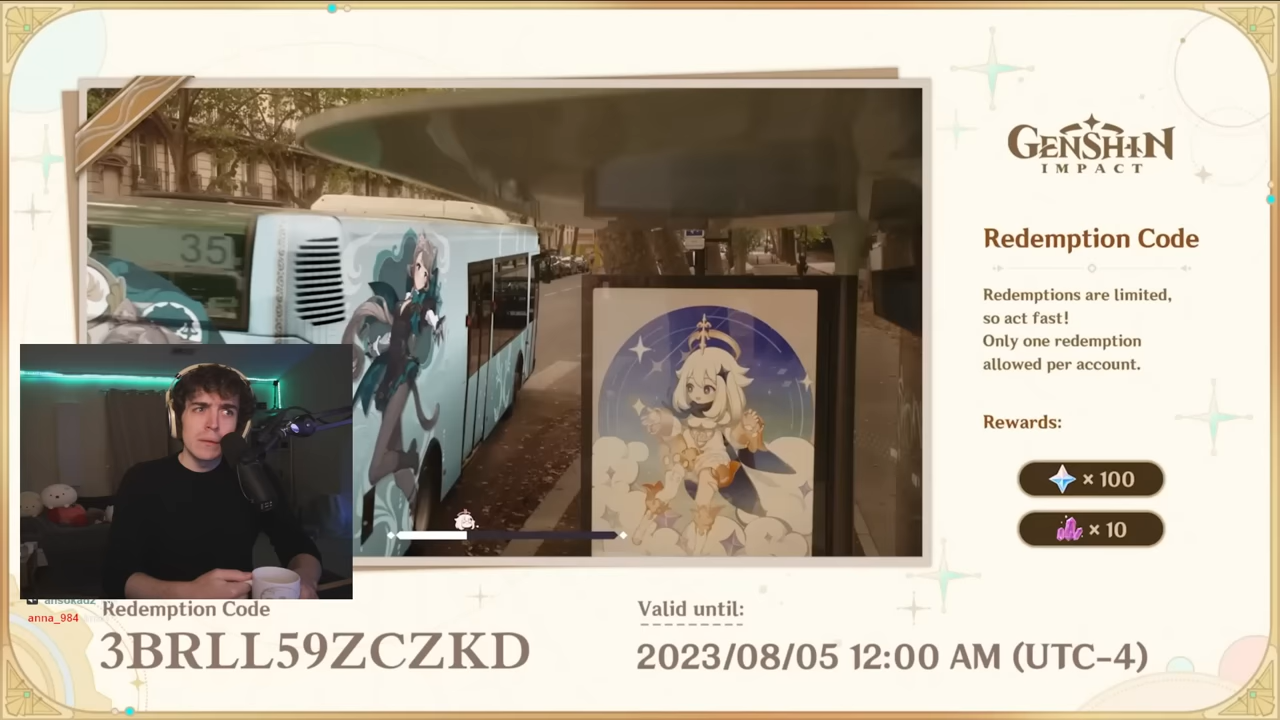 35
GENSHIN
IMPACT
Redemption Code
Redemptions are limited,
so act fast!
Only one redemption
allowed per account.
Rewards:
× 100
× 10
anna_984
Redemption Code
3BRLL59ZCZKD
Valid until:
2023/08/05 12:00 AM (UTC-4)